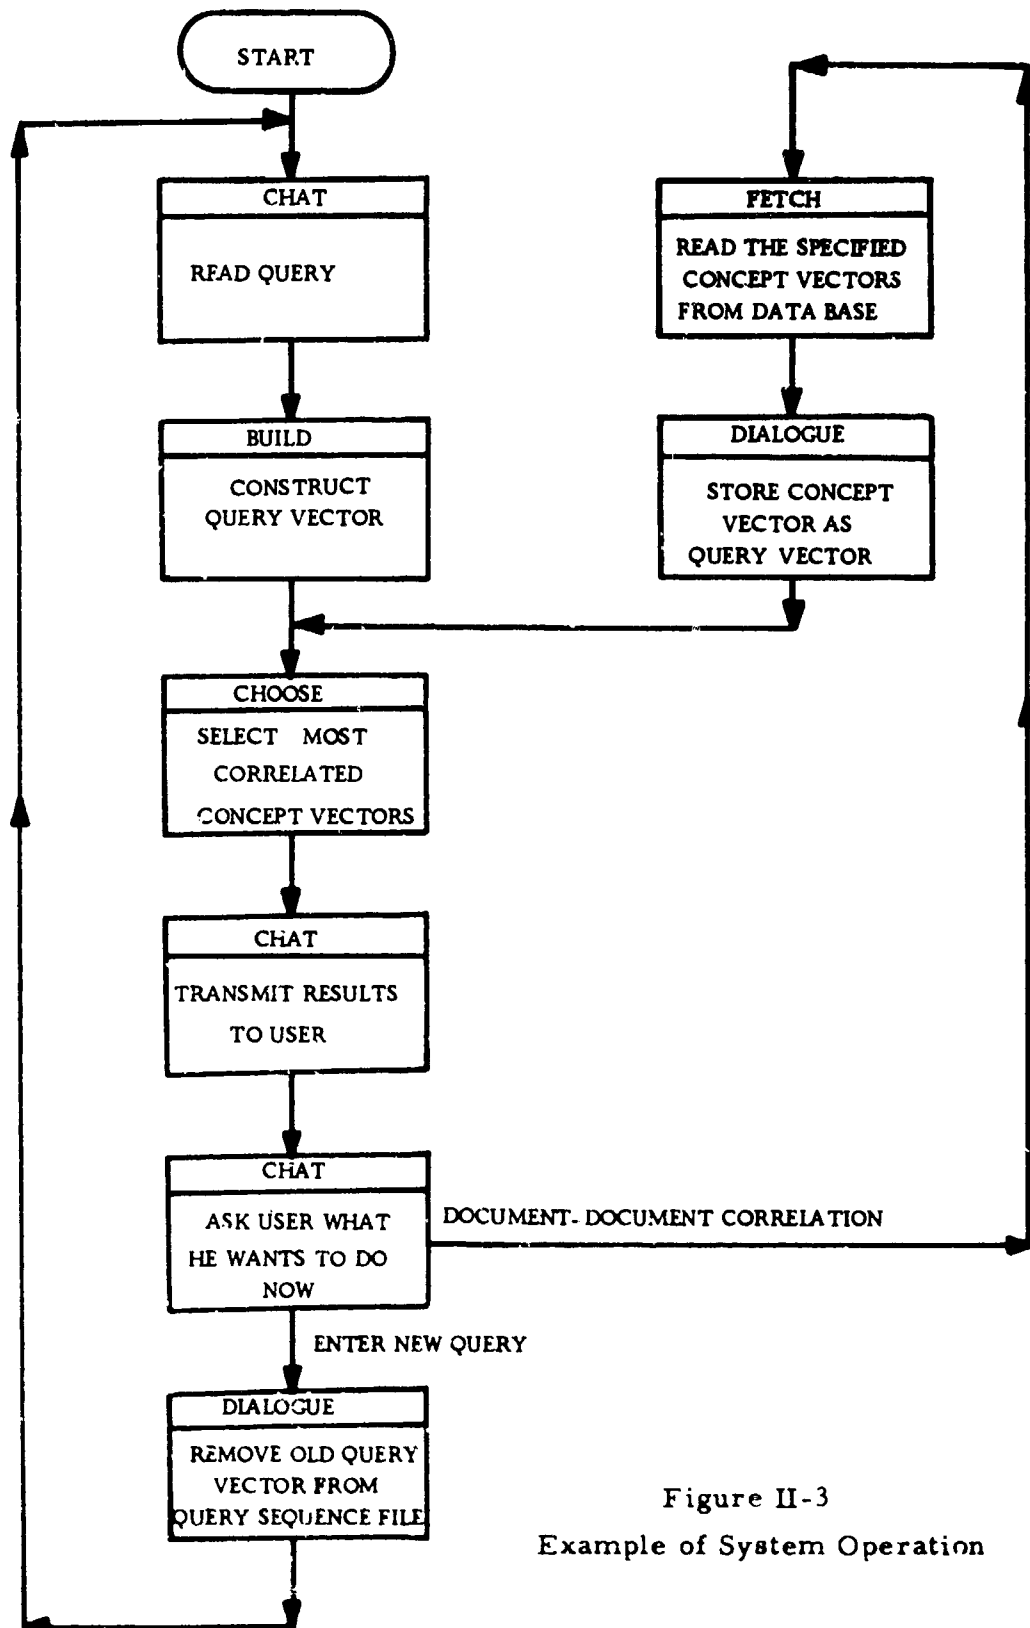 START
CHAT
READ QUERY
BUILD
CONSTRUCT
QUERY VECTOR
CHOOSE
SELECT MOST
CORRELATED
CONCEPT VECTORS
CHAT
TRANSMIT RESULTS
TO USER
CHAT
ASK USER WHAT
HE WANTS TO DO
NOW
DOCUMENT-DOCUMENT CORRELATION
ENTER NEW QUERY
DIALOGUE
REMOVE OLD QUERY
VECTOR FROM
QUERY SEQUENCE FILE
FETCH
READ THE SPECIFIED
CONCEPT VECTORS
FROM DATA BASE
DIALOGUE
STORE CONCEPT
VECTOR AS
QUERY VECTOR
Figure II-3
Example of System Operation